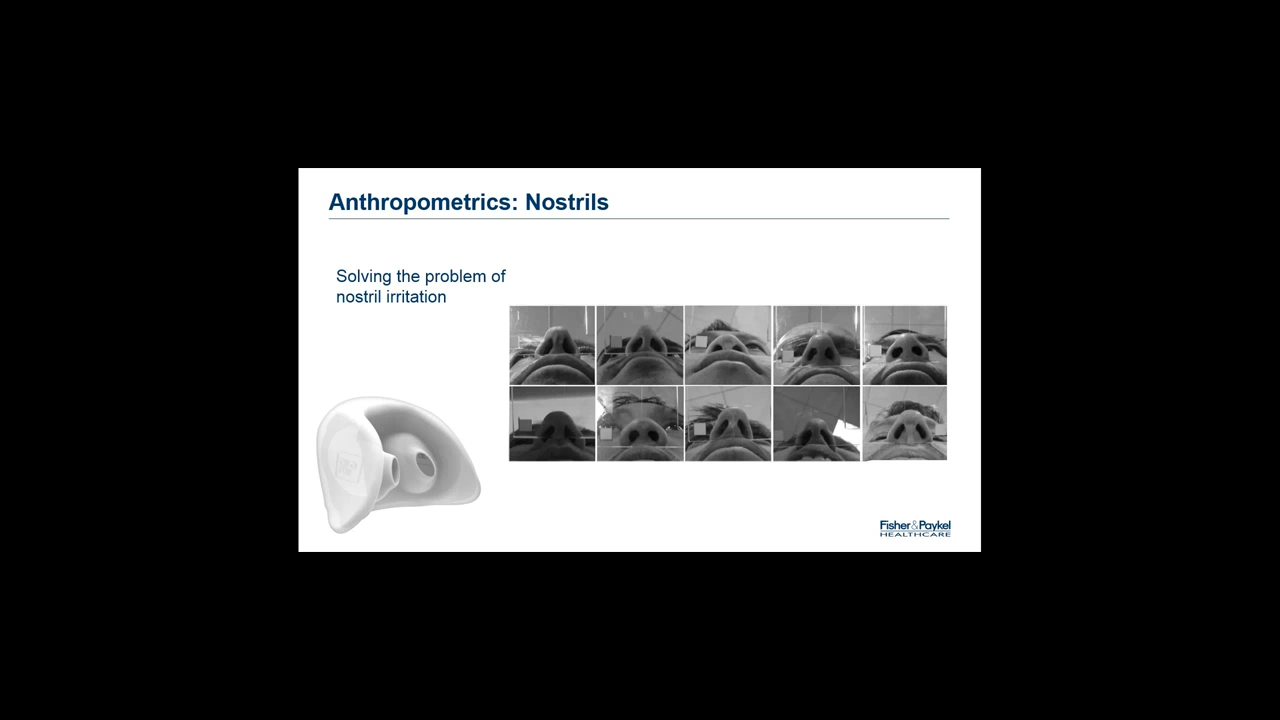 Anthropometrics: Nostrils
Solving the problem of
nostril irritation
Fisher&Paykel
HEALTHCARE